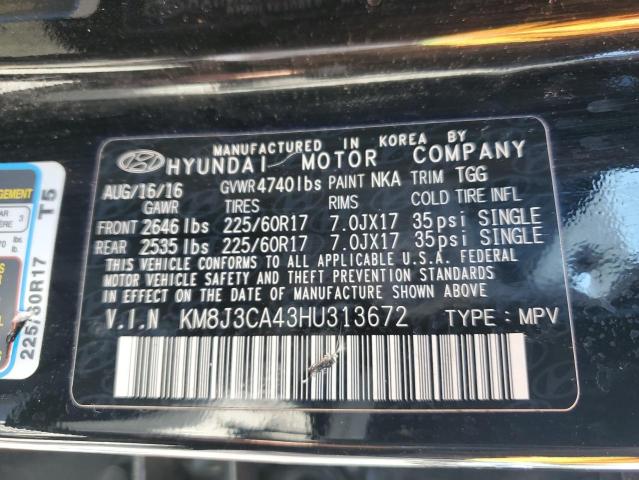 MANUFACTURED IN KOREA BY
HYUNDAI MOTOR COMPANY
AUG/16/16 GVWR 4740lbs PAINT NKA TRIM TGG
GAWR TIRES RIMS COLD TIRE INFL
FRONT 2646 lbs 225/60R17 7.0JX17 35psi SINGLE
REAR 2535 lbs 225/60R17 7.0JX17 35psi SINGLE
THIS VEHICLE CONFORMS TO ALL APPLICABLE U.S.A. FEDERAL
MOTOR VEHICLE SAFETY AND THEFT PREVENTION STANDARDS
IN EFFECT ON THE DATE OF MANUFACTURE SHOWN ABOVE.
V.I.N KM8J3CA43HU313672 TYPE : MPV
T5
225/60R17